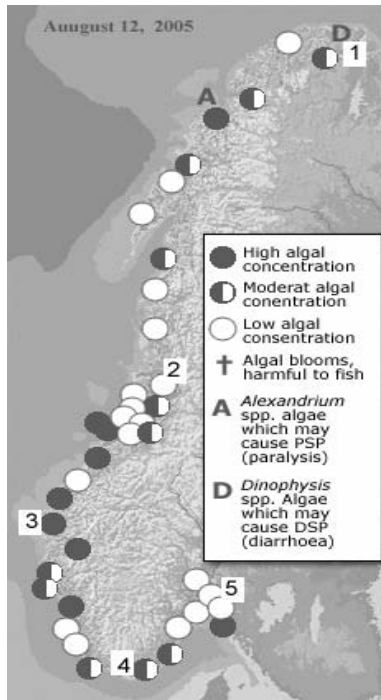 Auugust 12, 2005
D
1
A
High algal
concentration
Moderat algal
conentration
Low algal
consentration
Algal blooms,
harmful to fish
A Alexandrium
spp. algae
which may
cause PSP
(paralysis)
D Dinophysis
spp. Algae
which may
cause DSP
(diarrhoea)
2
3
5
4